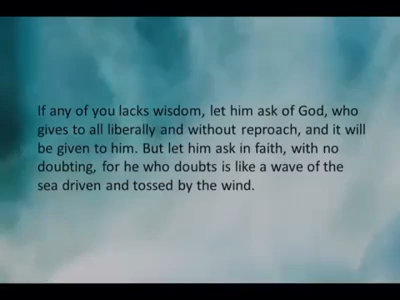 If any of you lacks wisdom, let him ask of God, who
gives to all liberally and without reproach, and it will
be given to him. But let him ask in faith, with no
doubting, for he who doubts is like a wave of the
sea driven and tossed by the wind.